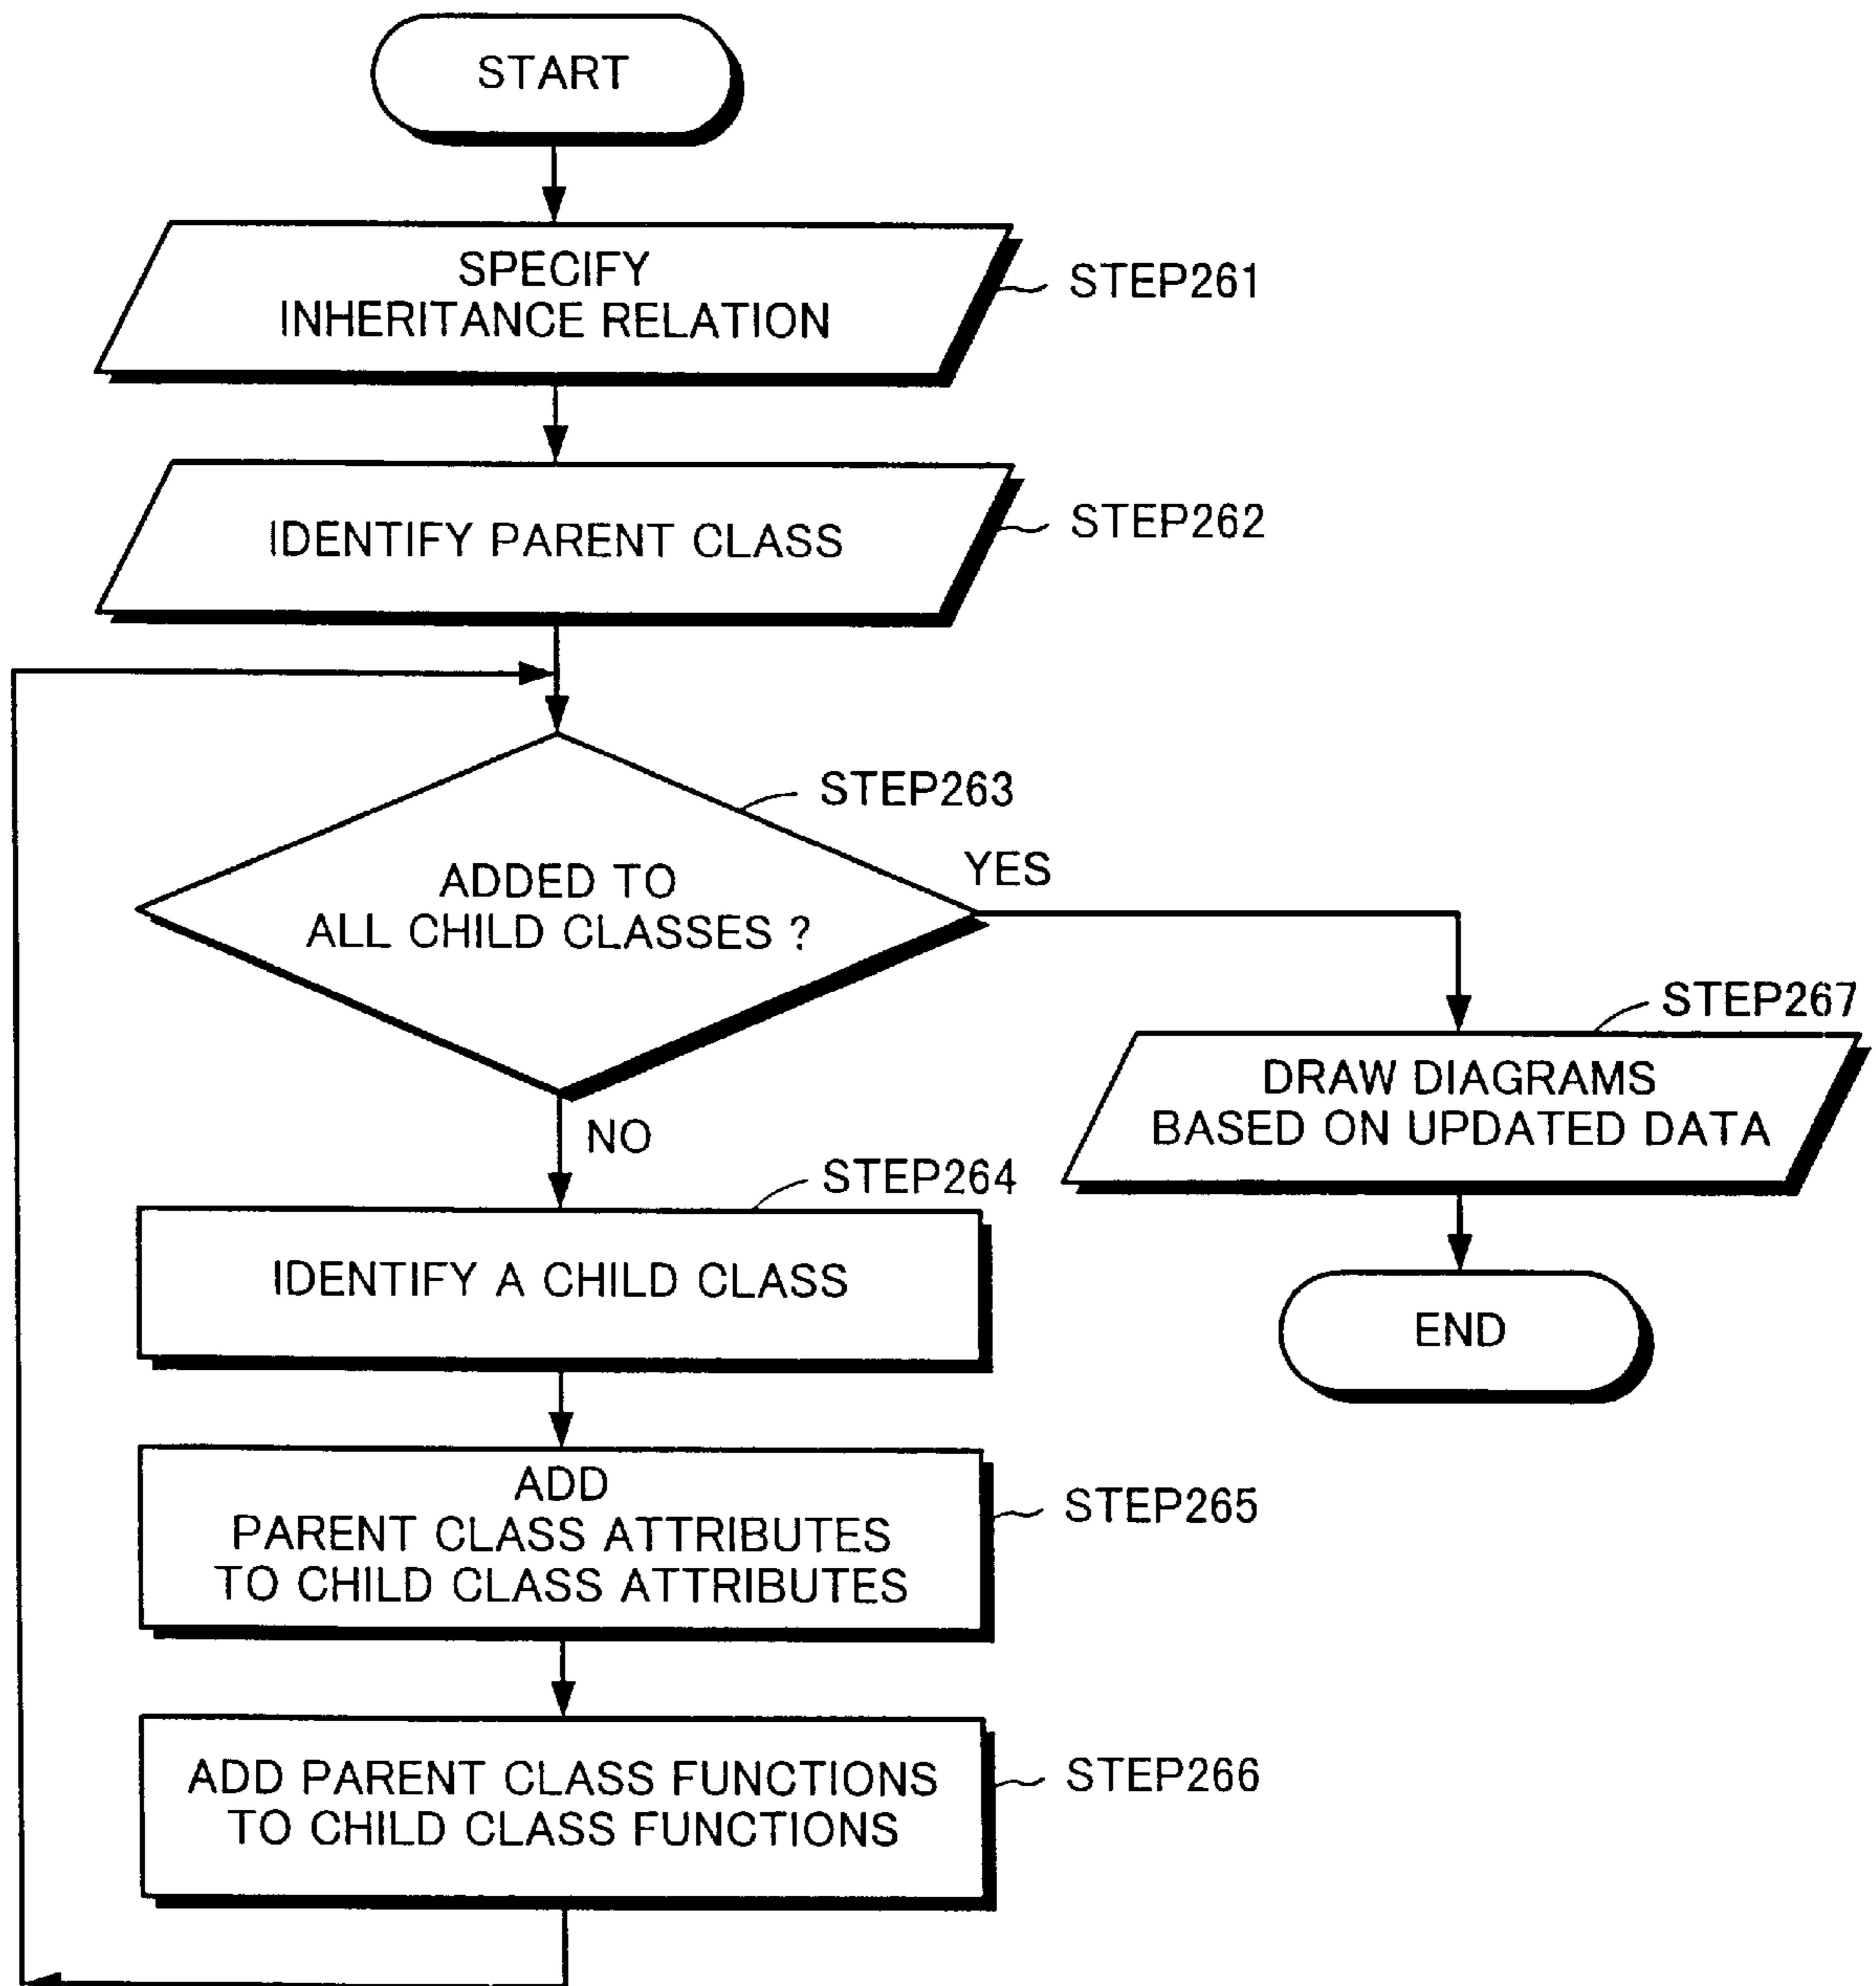 START
SPECIFY
INHERITANCE RELATION
STEP261
IDENTIFY PARENT CLASS
STEP262
STEP263
ADDED TO
ALL CHILD CLASSES ?
YES
NO
STEP267
DRAW DIAGRAMS
BASED ON UPDATED DATA
END
STEP264
IDENTIFY A CHILD CLASS
ADD
PARENT CLASS ATTRIBUTES
TO CHILD CLASS ATTRIBUTES
STEP265
ADD PARENT CLASS FUNCTIONS
TO CHILD CLASS FUNCTIONS
STEP266